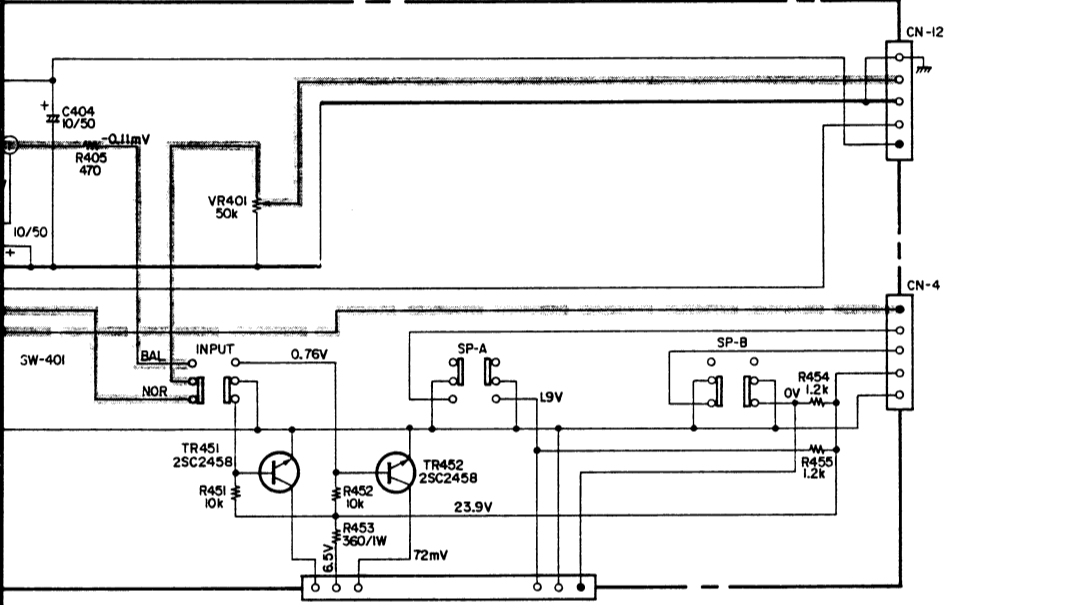 CN-12
+
C404
10/50
-0.11mV
R405
470
VR401
50k
10/50
+
CN-4
SW-401
BAL
INPUT
0.76V
SP-A
SP-B
NOR
1.9V
R454
0V
1.2k
TR451
2SC2458
TR452
2SC2458
R455
1.2k
R451
10k
R452
10k
23.9V
R453
360/1W
6.5V
72mV